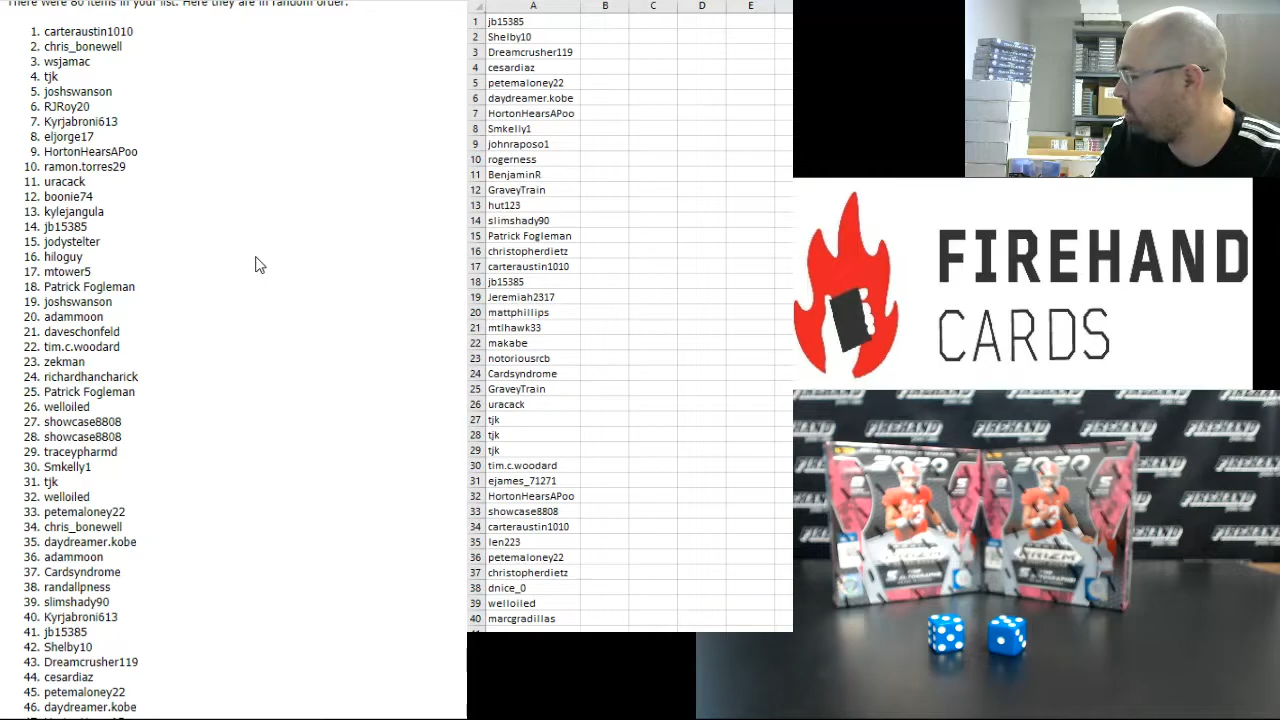 There were 80 items in your list. Here they are in random order:
1. carteraustin1010
2. chris_bonewell
3. wsjamac
4. tjk
5. joshswanson
6. RJRoy20
7. Kyrjabroni613
8. eljorge17
9. HortonHearsAPoo
10. ramon.torres29
11. uracack
12. boonie74
13. kylejangula
14. jb15385
15. jodystelter
16. hiloguy
17. mtower5
18. Patrick Fogleman
19. joshswanson
20. adammoon
21. daveschonfeld
22. tim.c.woodard
23. zekman
24. richardhancharick
25. Patrick Fogleman
26. welloiled
27. showcase8808
28. showcase8808
29. traceypharmd
30. Smkelly1
31. tjk
32. welloiled
33. petemaloney22
34. chris_bonewell
35. daydreamer.kobe
36. adammoon
37. Cardsyndrome
38. randallpness
39. slimshady90
40. Kyrjabroni613
41. jb15385
42. Shelby10
43. Dreamcrusher119
44. cesardiaz
45. petemaloney22
46. daydreamer.kobe
A B C D E
1 jb15385
2 Shelby10
3 Dreamcrusher119
4 cesardiaz
5 petemaloney22
6 daydreamer.kobe
7 HortonHearsAPoo
8 Smkelly1
9 johnraposo1
10 rogerness
11 BenjaminR
12 GraveyTrain
13 hut123
14 slimshady90
15 Patrick Fogleman
16 christopherdietz
17 carteraustin1010
18 jb15385
19 Jeremiah2317
20 mattphillips
21 mtlhawk33
22 makabe
23 notoriousrcb
24 Cardsyndrome
25 GraveyTrain
26 uracack
27 tjk
28 tjk
29 tjk
30 tim.c.woodard
31 ejames_71271
32 HortonHearsAPoo
33 showcase8808
34 carteraustin1010
35 len223
36 petemaloney22
37 christopherdietz
38 dnice_0
39 welloiled
40 marcgradillas
FIREHAND
CARDS
FIREHAND
FIREHAND
FIREHAND
2020
2020
PRIZM
PRIZM
5 AUTOGRAPHS
5 AUTOGRAPHS